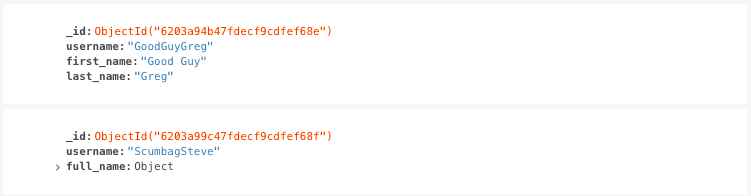 _id: ObjectId("6203a94b47fdecf9cdfef68e")
username: "GoodGuyGreg"
first_name: "Good Guy"
last_name: "Greg"
_id: ObjectId("6203a99c47fdecf9cdfef68f")
username: "ScumbagSteve"
> full_name: Object